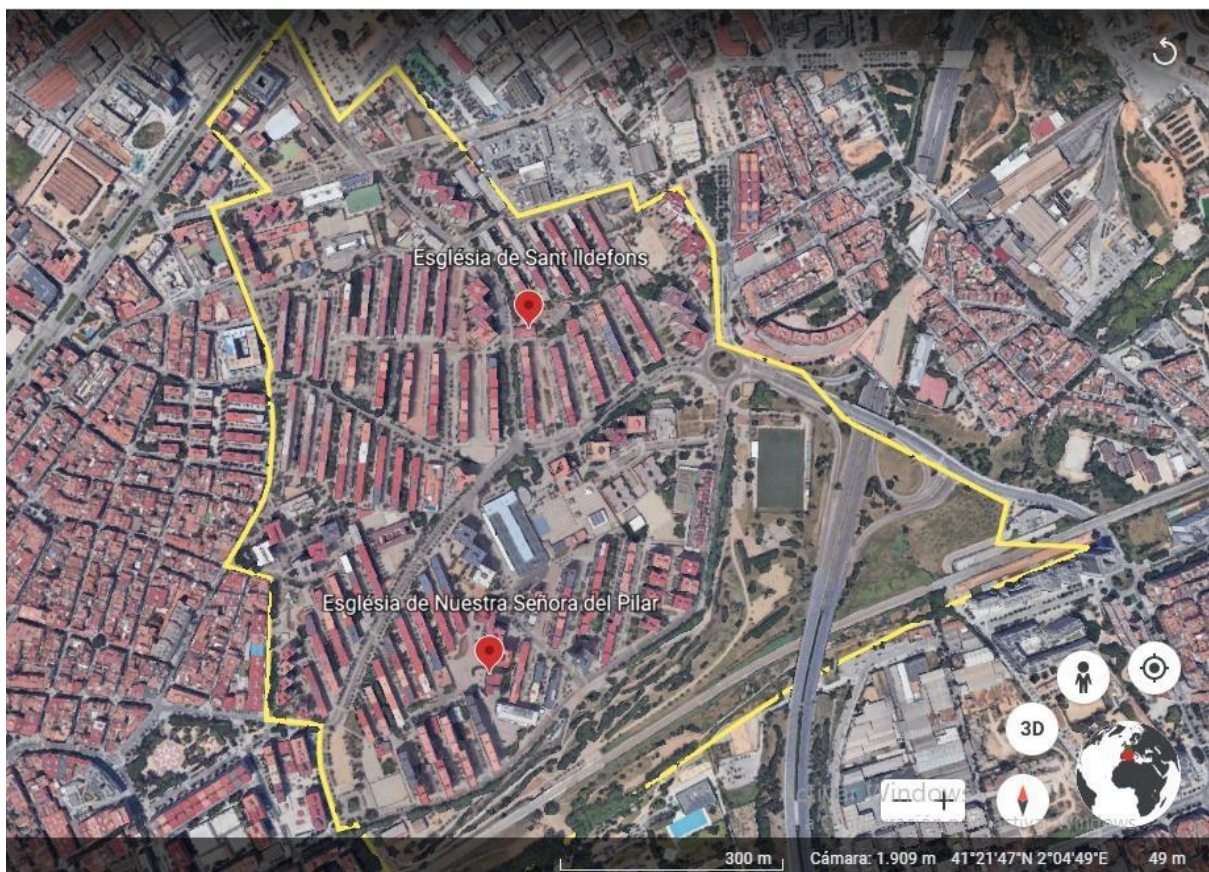 Església de Sant Ildefons
Església de Nuestra Señora del Pilar
3D
Windows
300 m
Cámara: 1.909 m
41°21'47"N 2°04'49"E
49 m